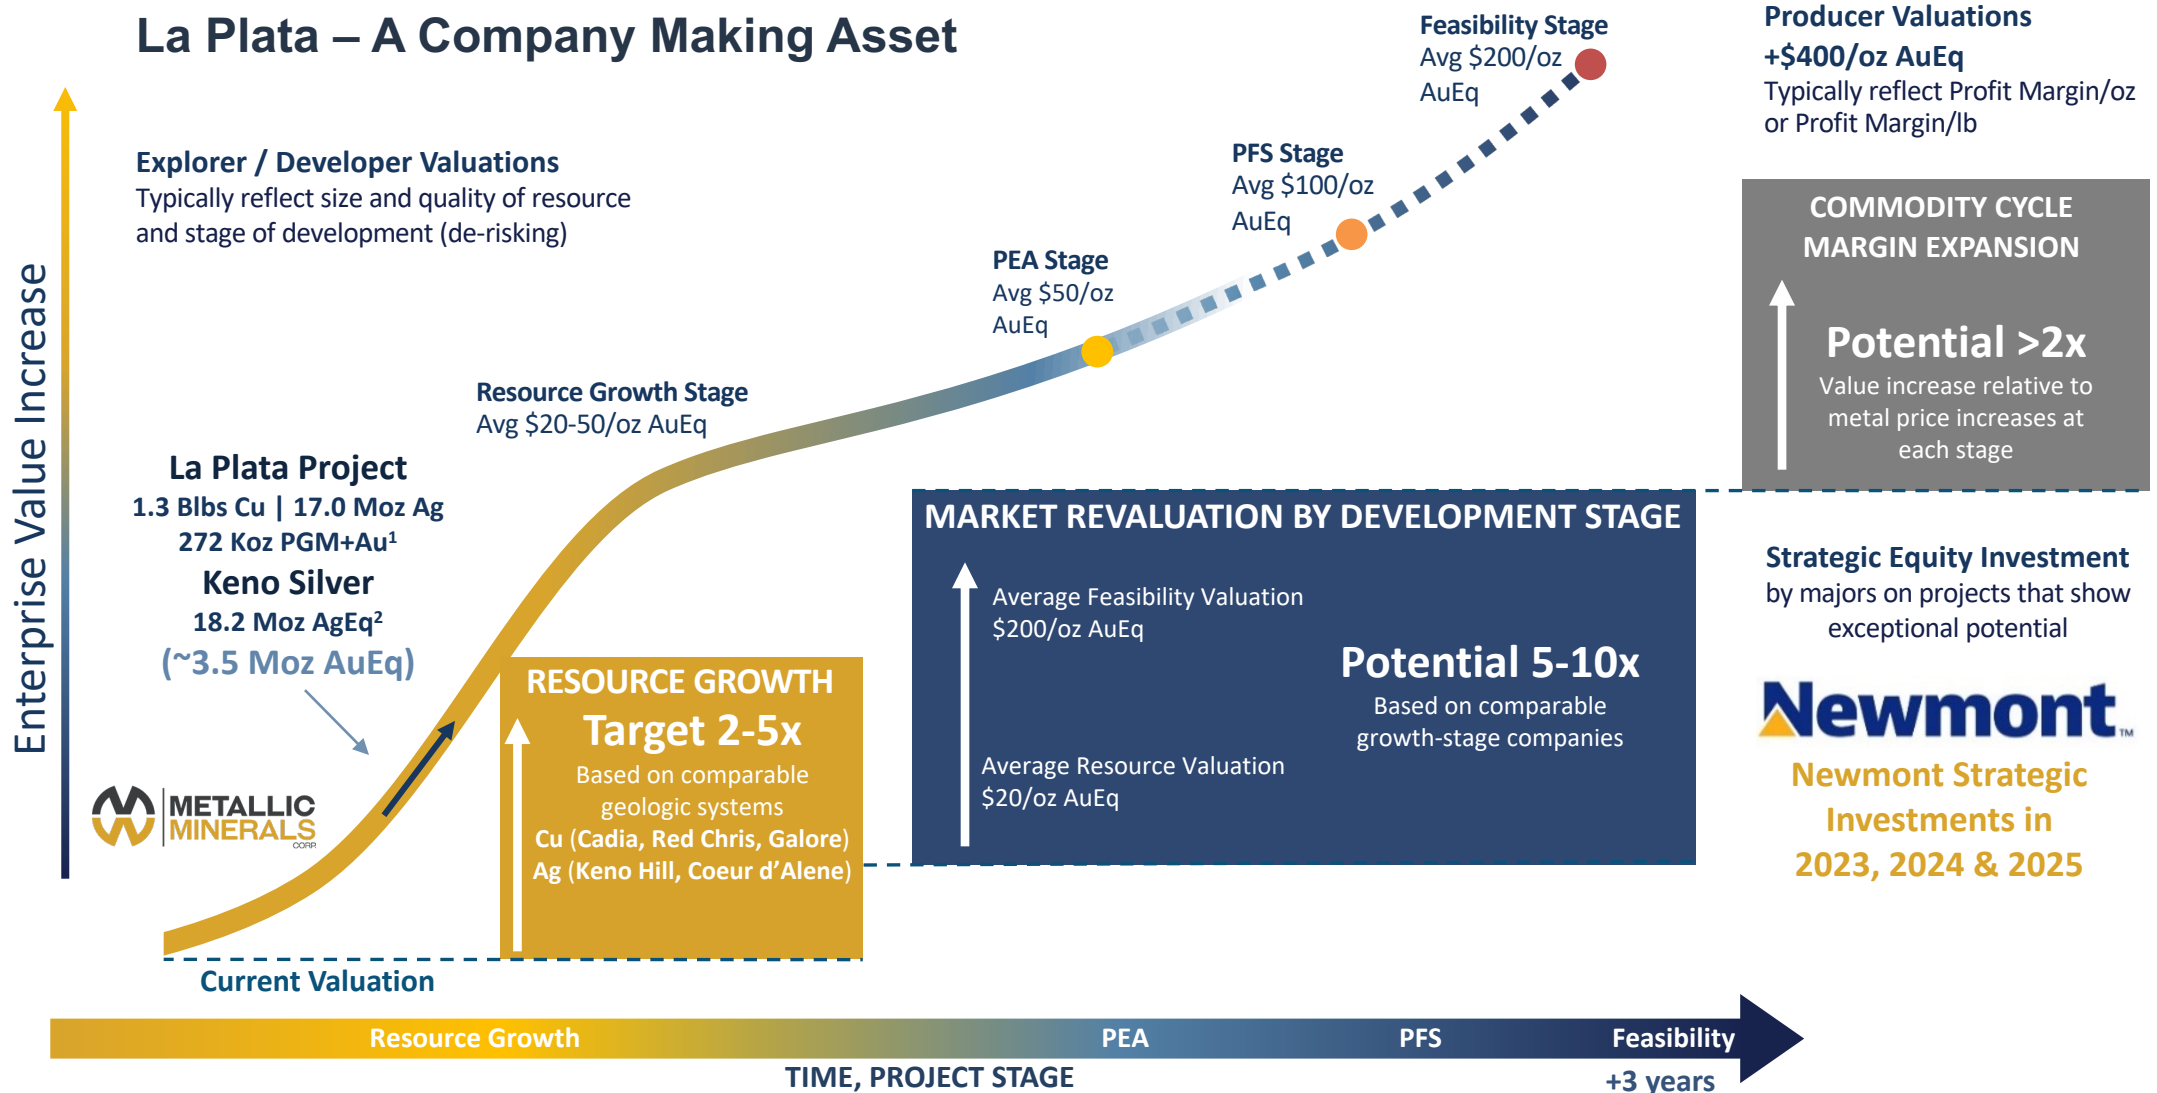 La Plata – A Company Making Asset
Enterprise Value Increase
Explorer / Developer Valuations
Typically reflect size and quality of resource
and stage of development (de-risking)
La Plata Project
1.3 Blbs Cu | 17.0 Moz Ag
272 Koz PGM+Au¹
Keno Silver
18.2 Moz AgEq²
(~3.5 Moz AuEq)
METALLIC
MINERALS
CORP
Current Valuation
Resource Growth Stage
Avg $20-50/oz AuEq
PEA Stage
Avg $50/oz
AuEq
PFS Stage
Avg $100/oz
AuEq
Feasibility Stage
Avg $200/oz
AuEq
RESOURCE GROWTH
Target 2-5x
Based on comparable
geologic systems
Cu (Cadia, Red Chris, Galore)
Ag (Keno Hill, Coeur d’Alene)
MARKET REVALUATION BY DEVELOPMENT STAGE
Average Feasibility Valuation
$200/oz AuEq
Potential 5-10x
Based on comparable
growth-stage companies
Average Resource Valuation
$20/oz AuEq
Producer Valuations
+$400/oz AuEq
Typically reflect Profit Margin/oz
or Profit Margin/lb
COMMODITY CYCLE
MARGIN EXPANSION
Potential >2x
Value increase relative to
metal price increases at
each stage
Strategic Equity Investment
by majors on projects that show
exceptional potential
Newmont™
Newmont Strategic
Investments in
2023, 2024 & 2025
Resource Growth PEA PFS Feasibility
TIME, PROJECT STAGE
+3 years